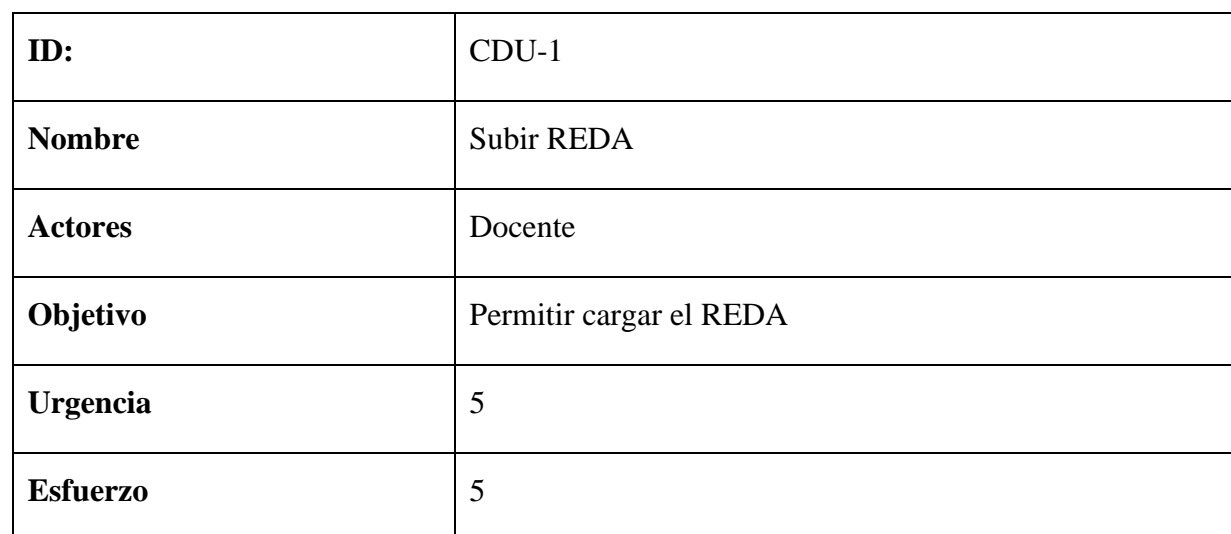 ID: CDU-1
Nombre Subir REDA
Actores Docente
Objetivo Permitir cargar el REDA
Urgencia 5
Esfuerzo 5